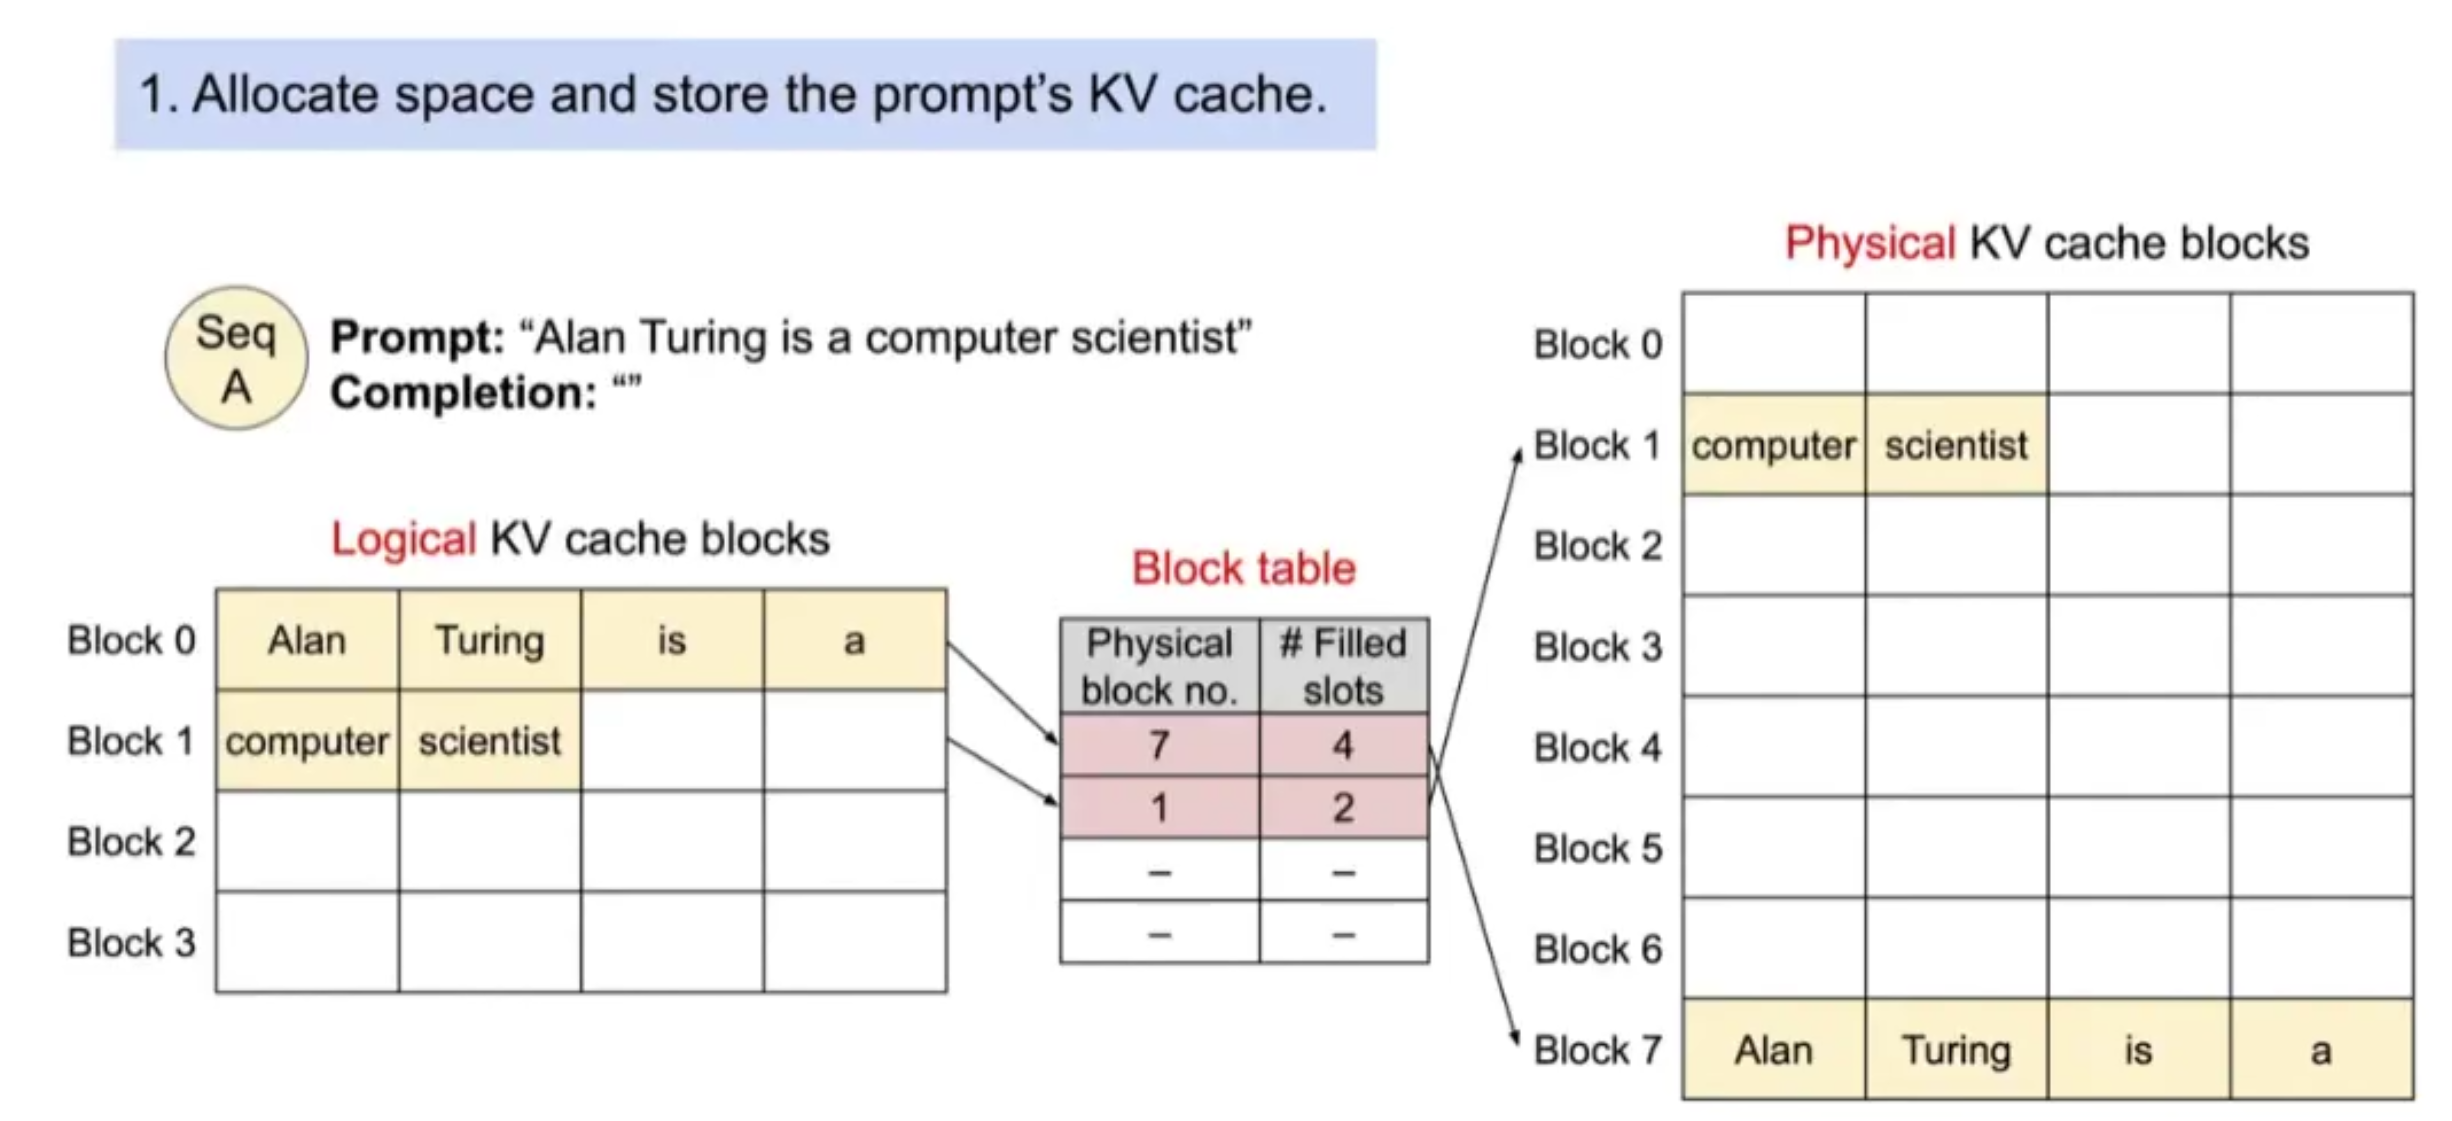 1. Allocate space and store the prompt’s KV cache.
Seq
A
Prompt: “Alan Turing is a computer scientist”
Completion: “”
Logical KV cache blocks
Block 0 Alan Turing is a
Block 1 computer scientist
Block 2
Block 3
Block table
Physical block no. # Filled slots
7 4
1 2
– –
– –
Physical KV cache blocks
Block 0
Block 1 computer scientist
Block 2
Block 3
Block 4
Block 5
Block 6
Block 7 Alan Turing is a